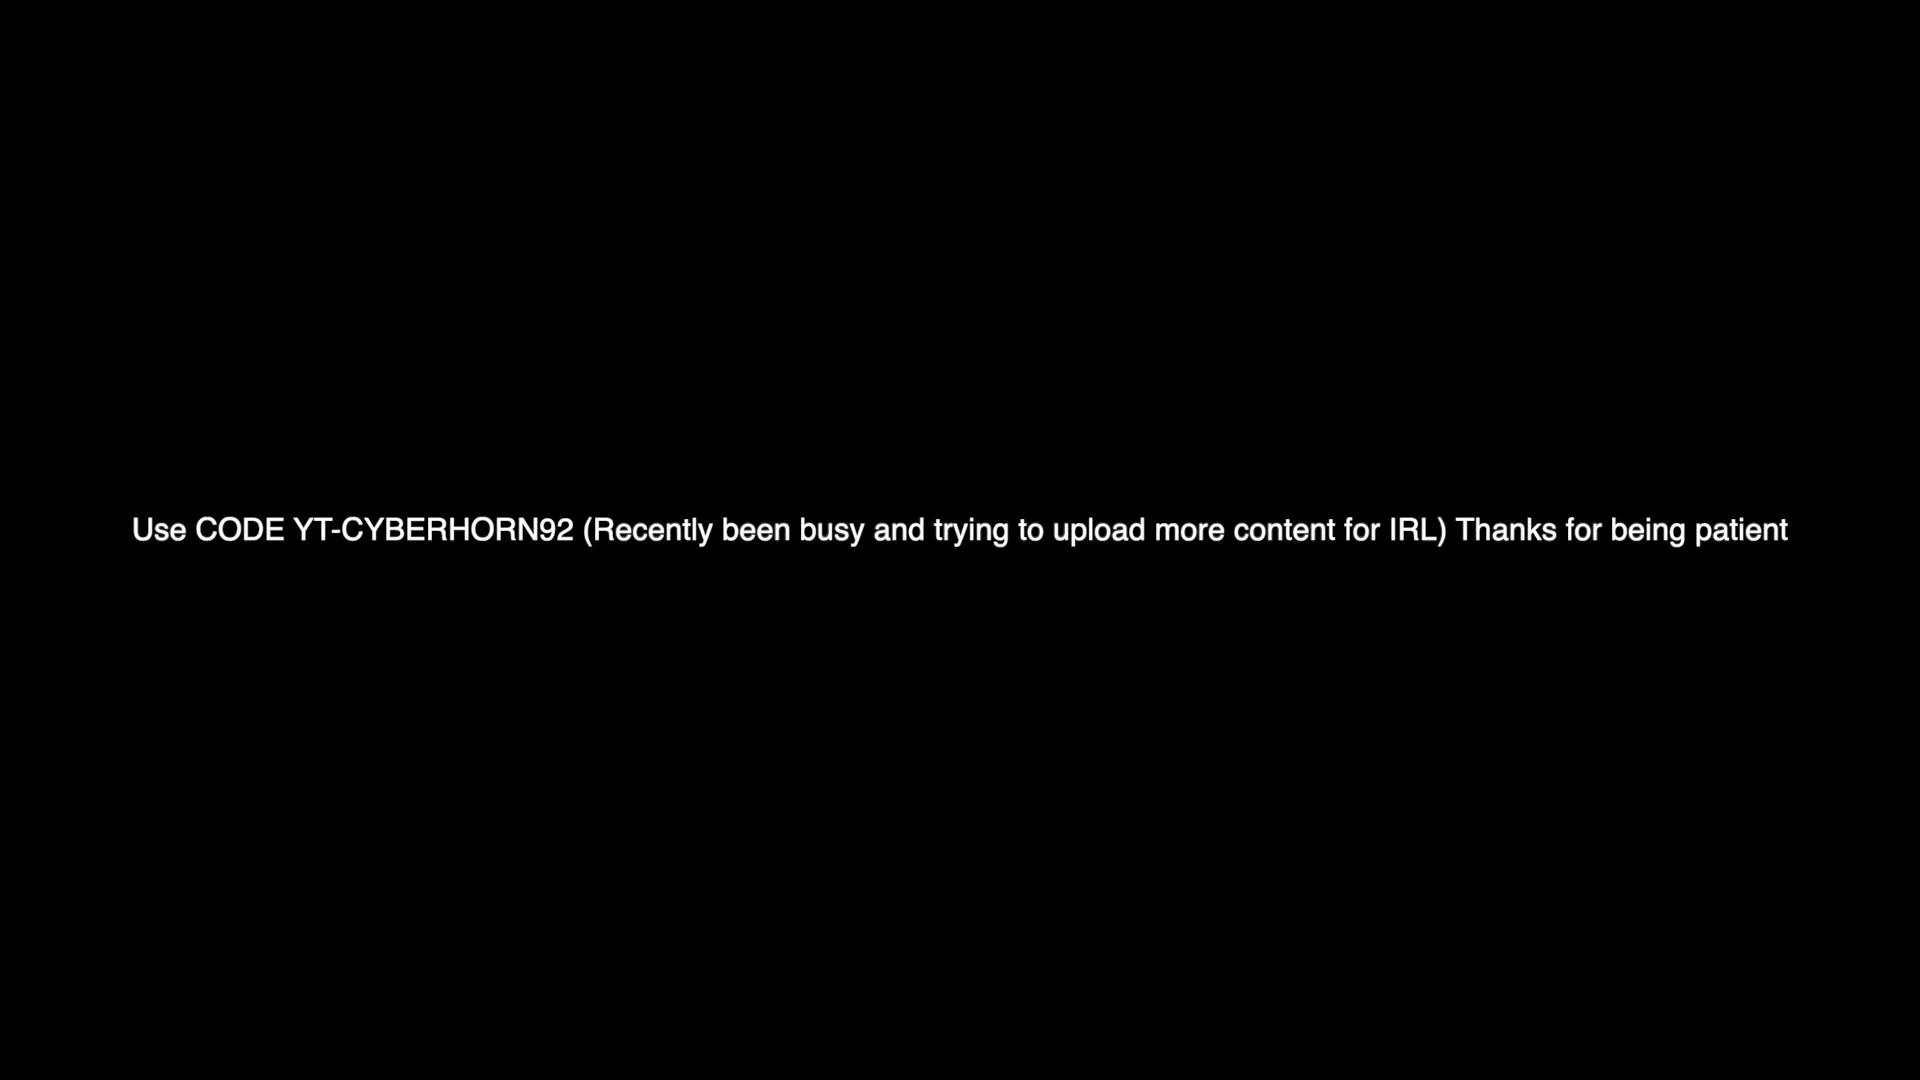 Use CODE YT-CYBERHORN92 (Recently been busy and trying to upload more content for IRL) Thanks for being patient